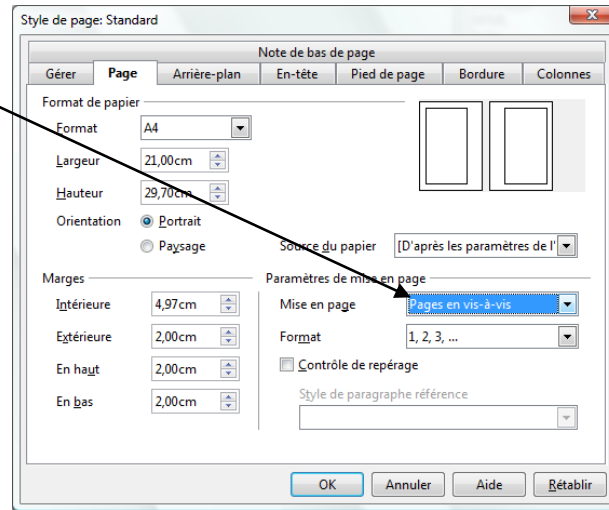 Style de page: Standard
Note de bas de page
Gérer Page Arrière-plan En-tête Pied de page Bordure Colonnes
Format de papier
Format A4
Largeur 21,00cm
Hauteur 29,70cm
Orientation Portrait
Paysage
Source du papier [D'après les paramètres de l'
Marges
Intérieure 4,97cm
Extérieure 2,00cm
En haut 2,00cm
En bas 2,00cm
Paramètres de mise en page
Mise en page Pages en vis-à-vis
Format 1, 2, 3, ...
Contrôle de repérage
Style de paragraphe référence
OK Annuler Aide Rétablir